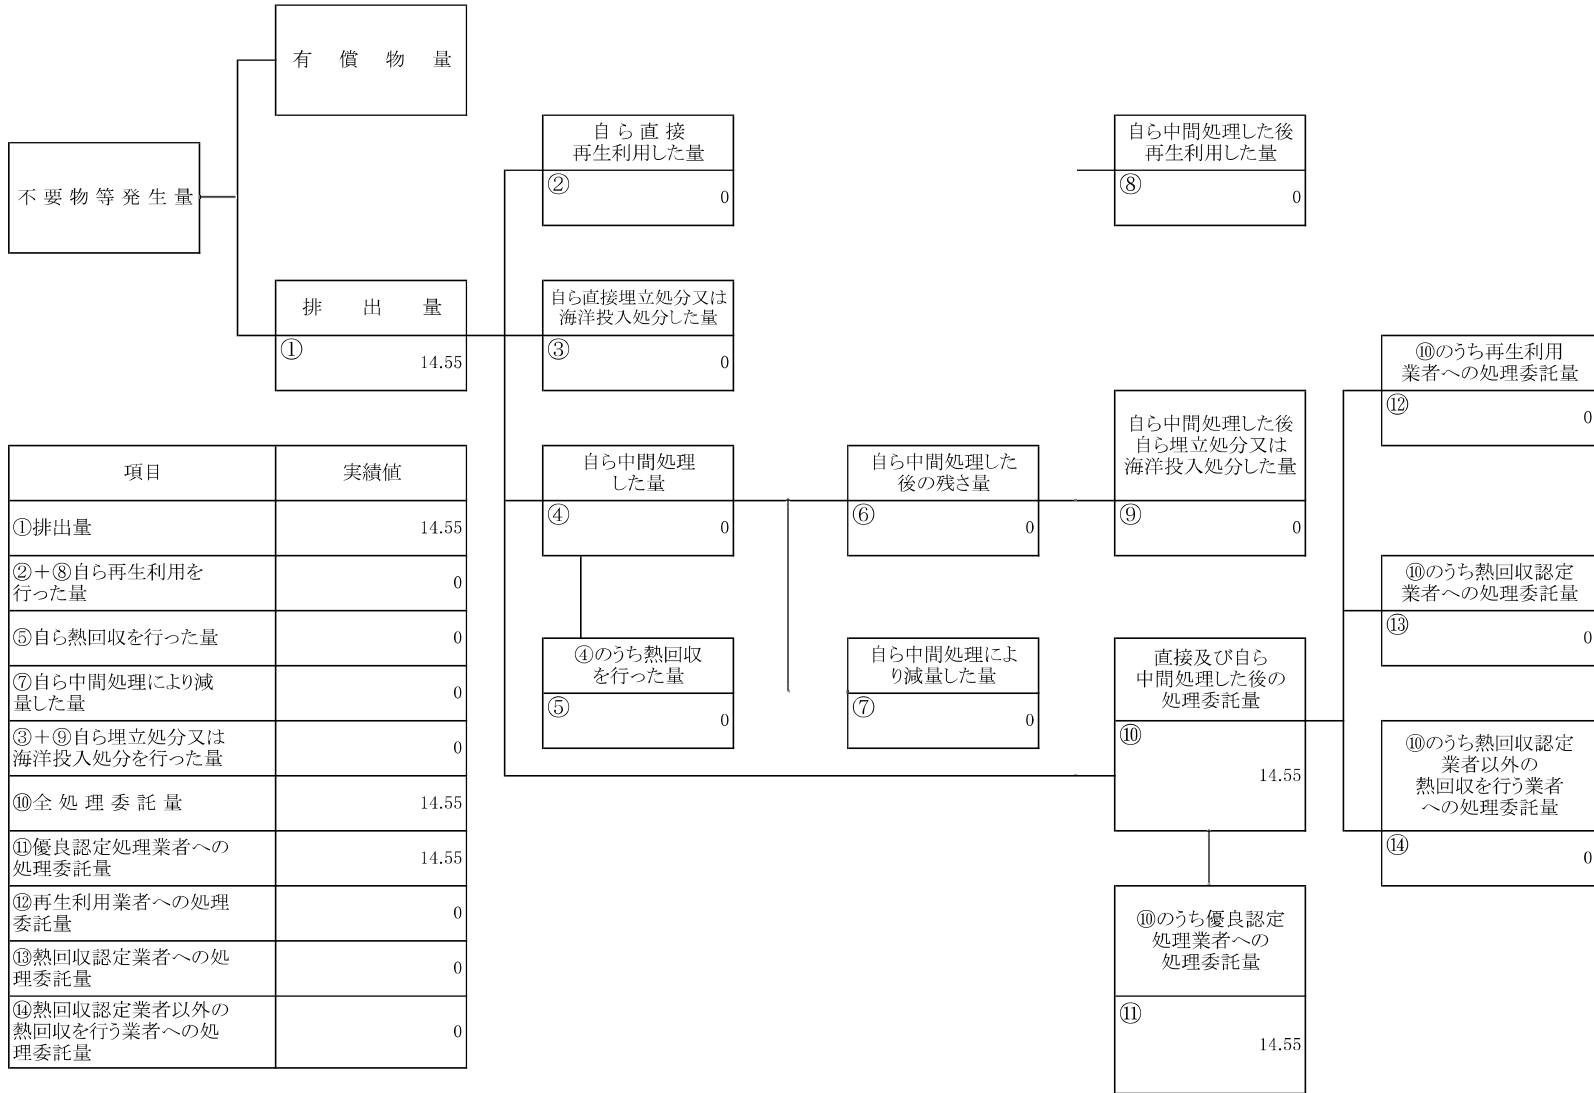 有償物量
不要物等発生量
排出量
①
14.55
自ら直接
再生利用した量
②
0
自ら直接埋立処分又は
海洋投入処分した量
③
0
自ら中間処理
した量
④
0
④のうち熱回収
を行った量
⑤
0
自ら中間処理した
後の残さ量
⑥
0
自ら中間処理によ
り減量した量
⑦
0
自ら中間処理した後
再生利用した量
⑧
0
自ら中間処理した後
自ら埋立処分又は
海洋投入処分した量
⑨
0
直接及び自ら
中間処理した後の
処理委託量
⑩
14.55
⑩のうち優良認定
処理業者への
処理委託量
⑪
14.55
⑩のうち再生利用
業者への処理委託量
⑫
0
⑩のうち熱回収認定
業者への処理委託量
⑬
0
⑩のうち熱回収認定
業者以外の
熱回収を行う業者
への処理委託量
⑭
0
項目 実績値
①排出量 14.55
②+⑧自ら再生利用を
行った量 0
⑤自ら熱回収を行った量 0
⑦自ら中間処理により減
量した量 0
③+⑨自ら埋立処分又は
海洋投入処分を行った量 0
⑩全処理委託量 14.55
⑪優良認定処理業者への
処理委託量 14.55
⑫再生利用業者への処理
委託量 0
⑬熱回収認定業者への処
理委託量 0
⑭熱回収認定業者以外の
熱回収を行う業者への処
理委託量 0